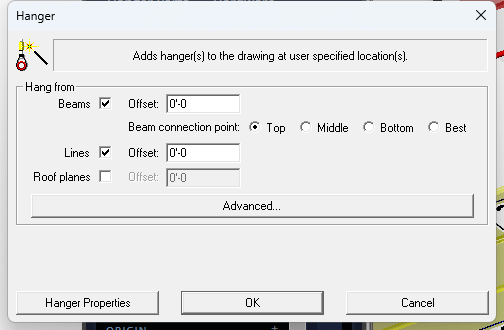 Hanger
Adds hanger(s) to the drawing at user specified location(s).
Hang from
Beams Offset: 0'-0
Beam connection point: Top Middle Bottom Best
Lines Offset: 0'-0
Roof planes Offset: 0'-0
Advanced...
Hanger Properties OK Cancel